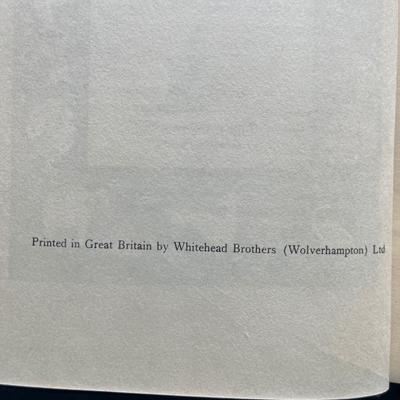 Printed in Great Britain by Whitehead Brothers (Wolverhampton) Ltd